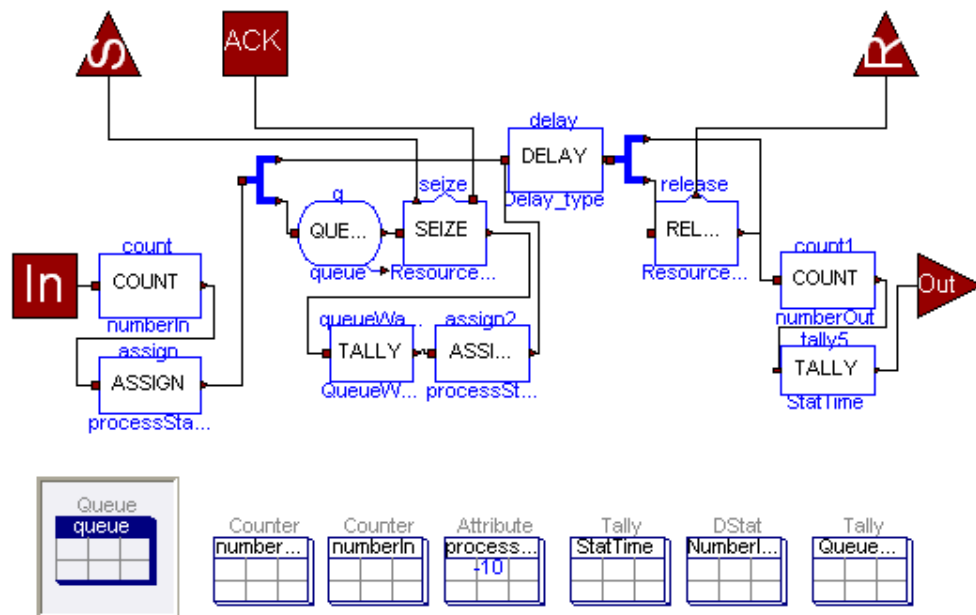 S
ACK
R
delay
DELAY
Delay_type
q
QUE...
queue
seize
SEIZE
Resource...
release
REL...
Resource...
In
count
COUNT
numberIn
count1
COUNT
numberOut
Out
assign
ASSIGN
processSta...
queueWa...
TALLY
QueueW...
assign2
ASSI...
processSt...
tally5
TALLY
StatTime
Queue
queue
Counter
number...
Counter
numberIn
Attribute
process...
-10
Tally
StatTime
DStat
NumberI...
Tally
Queue...